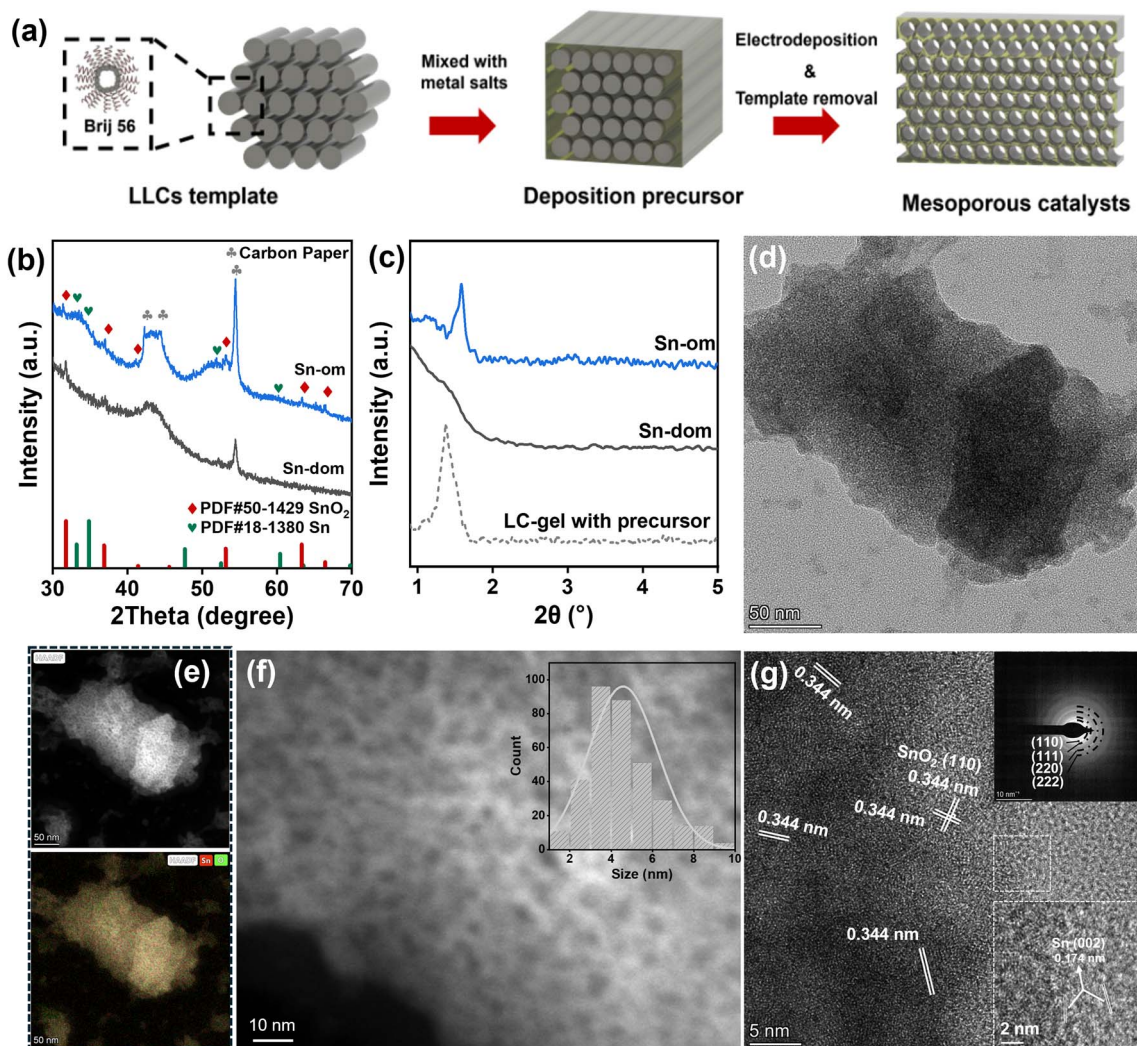 (a)
Brij 56
LLCs template
Mixed with
metal salts
Deposition precursor
Electrodeposition
&
Template removal
Mesoporous catalysts
(b)
♣ Carbon Paper
Sn-om
Sn-dom
♦ PDF#50-1429 SnO₂
♥ PDF#18-1380 Sn
Intensity (a.u.)
30 40 50 60 70
2Theta (degree)
(c)
Sn-om
Sn-dom
LC-gel with precursor
Intensity (a.u.)
1 2 3 4 5
2θ (°)
(d)
50 nm
(e)
HAADF
50 nm
HAADF Sn O
50 nm
(f)
100
80
60
40
20
0
Count
2 4 6 8 10
Size (nm)
10 nm
(g)
0.344 nm
SnO₂ (110)
0.344 nm
0.344 nm
0.344 nm
0.344 nm
5 nm
(110)
(111)
(220)
(222)
10 nm⁻¹
Sn (002)
0.174 nm
2 nm